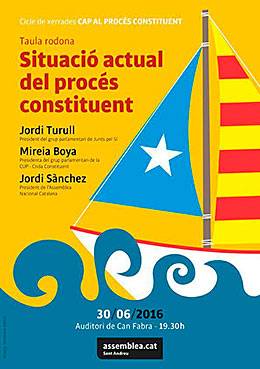 Cicle de xerrades CAP AL PROCÉS CONSTITUENT
Taula rodona
Situació actual
del procés
constituent
Jordi Turull
President del grup parlamentari de Junts pel Sí
Mireia Boya
Presidenta del grup parlamentari de la
CUP - Crida Constituent
Jordi Sànchez
President de l'Assemblea
Nacional Catalana
30/06/2016
Auditori de Can Fabra - 19.30h
assemblea.cat
Sant Andreu